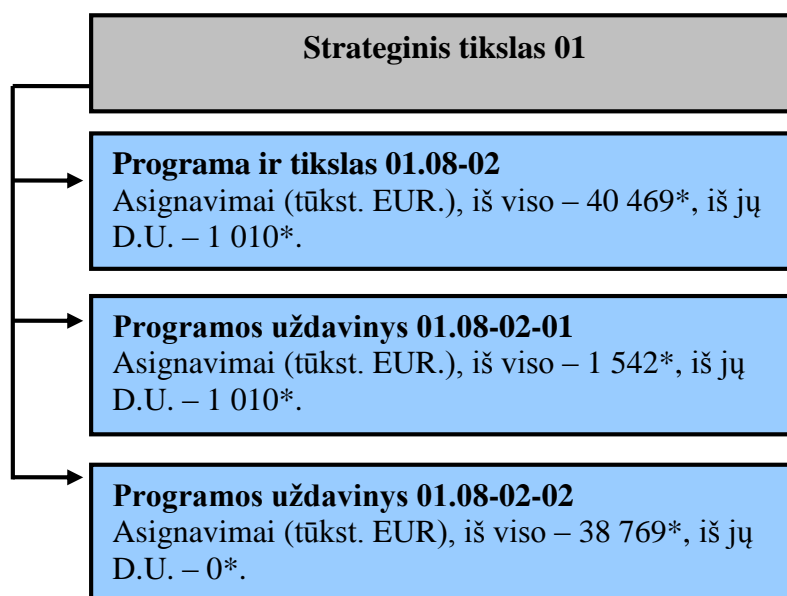 Strateginis tikslas 01
Programa ir tikslas 01.08-02
Asignavimai (tūkst. EUR.), iš viso – 40 469*, iš jų
D.U. – 1 010*.
Programos uždavinys 01.08-02-01
Asignavimai (tūkst. EUR.), iš viso – 1 542*, iš jų
D.U. – 1 010*.
Programos uždavinys 01.08-02-02
Asignavimai (tūkst. EUR), iš viso – 38 769*, iš jų
D.U. – 0*.